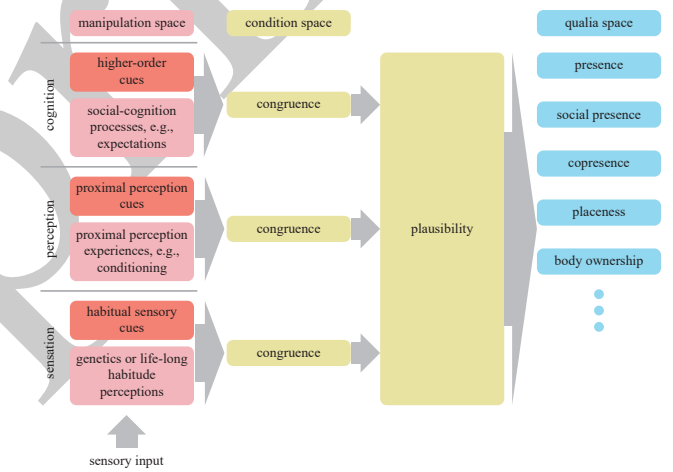 manipulation space
condition space
qualia space
cognition
higher-order
cues
social-cognition
processes, e.g.,
expectations
congruence
perception
proximal perception
cues
proximal perception
experiences, e.g.,
conditioning
congruence
sensation
habitual sensory
cues
genetics or life-long
habitude
perceptions
congruence
plausibility
presence
social presence
copresence
placeness
body ownership
sensory input